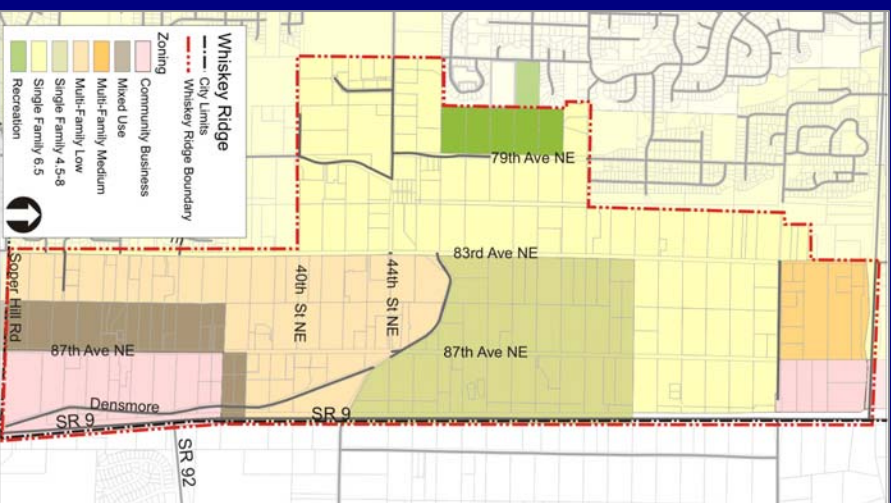 Whiskey Ridge
City Limits
Whiskey Ridge Boundary
Zoning
Community Business
Mixed Use
Multi-Family Medium
Multi-Family Low
Single Family 4.5-8
Single Family 6.5
Recreation
79th Ave NE
83rd Ave NE
44th St NE
40th St NE
Soper Hill Rd
87th Ave NE
87th Ave NE
Densmore
SR 9
SR 9
SR 92